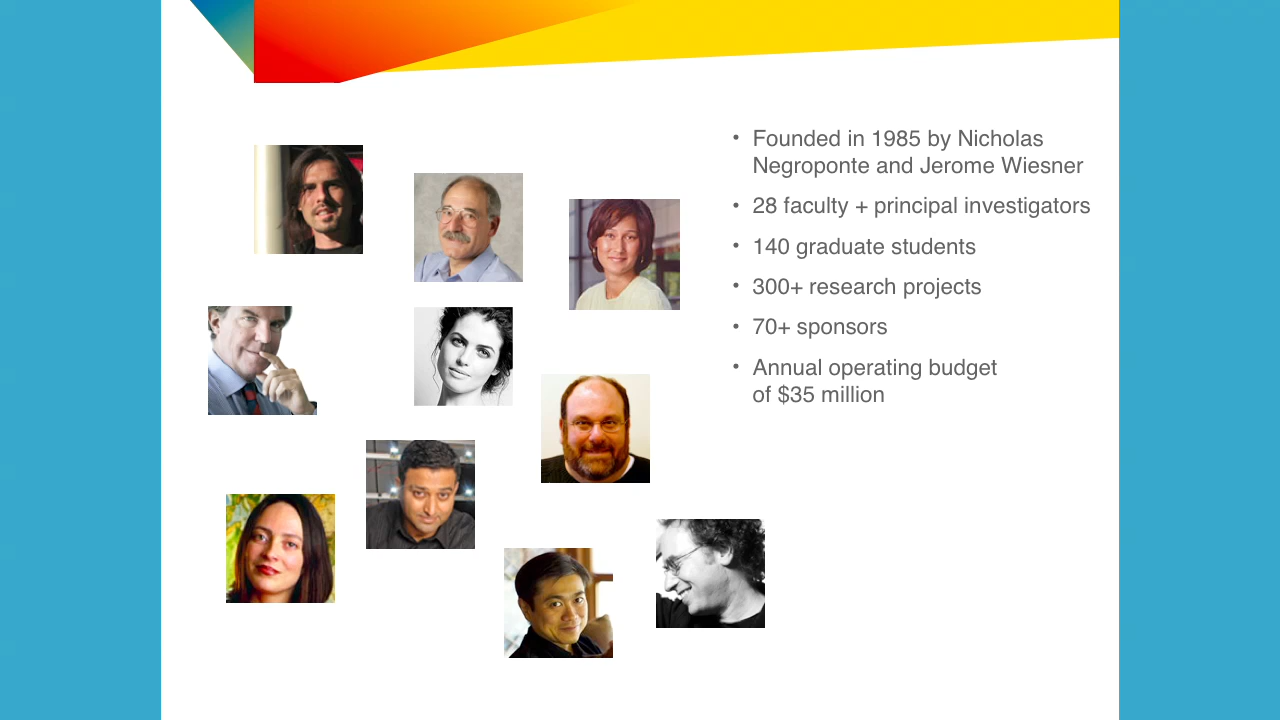 • Founded in 1985 by Nicholas
Negroponte and Jerome Wiesner
• 28 faculty + principal investigators
• 140 graduate students
• 300+ research projects
• 70+ sponsors
• Annual operating budget
of $35 million